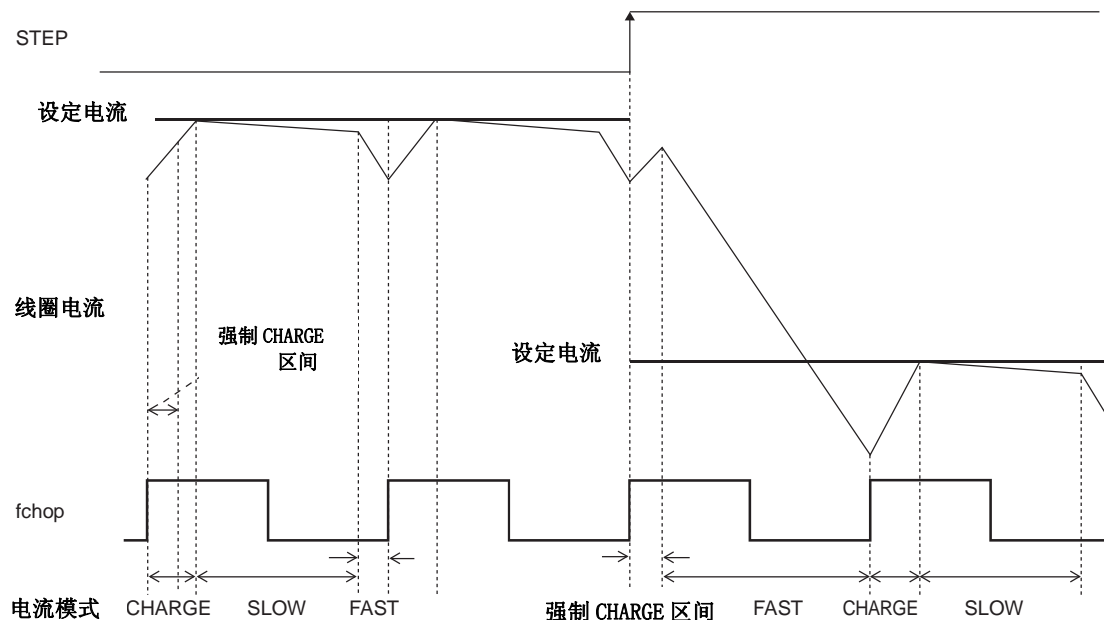 STEP
设定电流
线圈电流
强制 CHARGE
区间
设定电流
fchop
电流模式 CHARGE SLOW FAST 强制 CHARGE 区间 FAST CHARGE SLOW